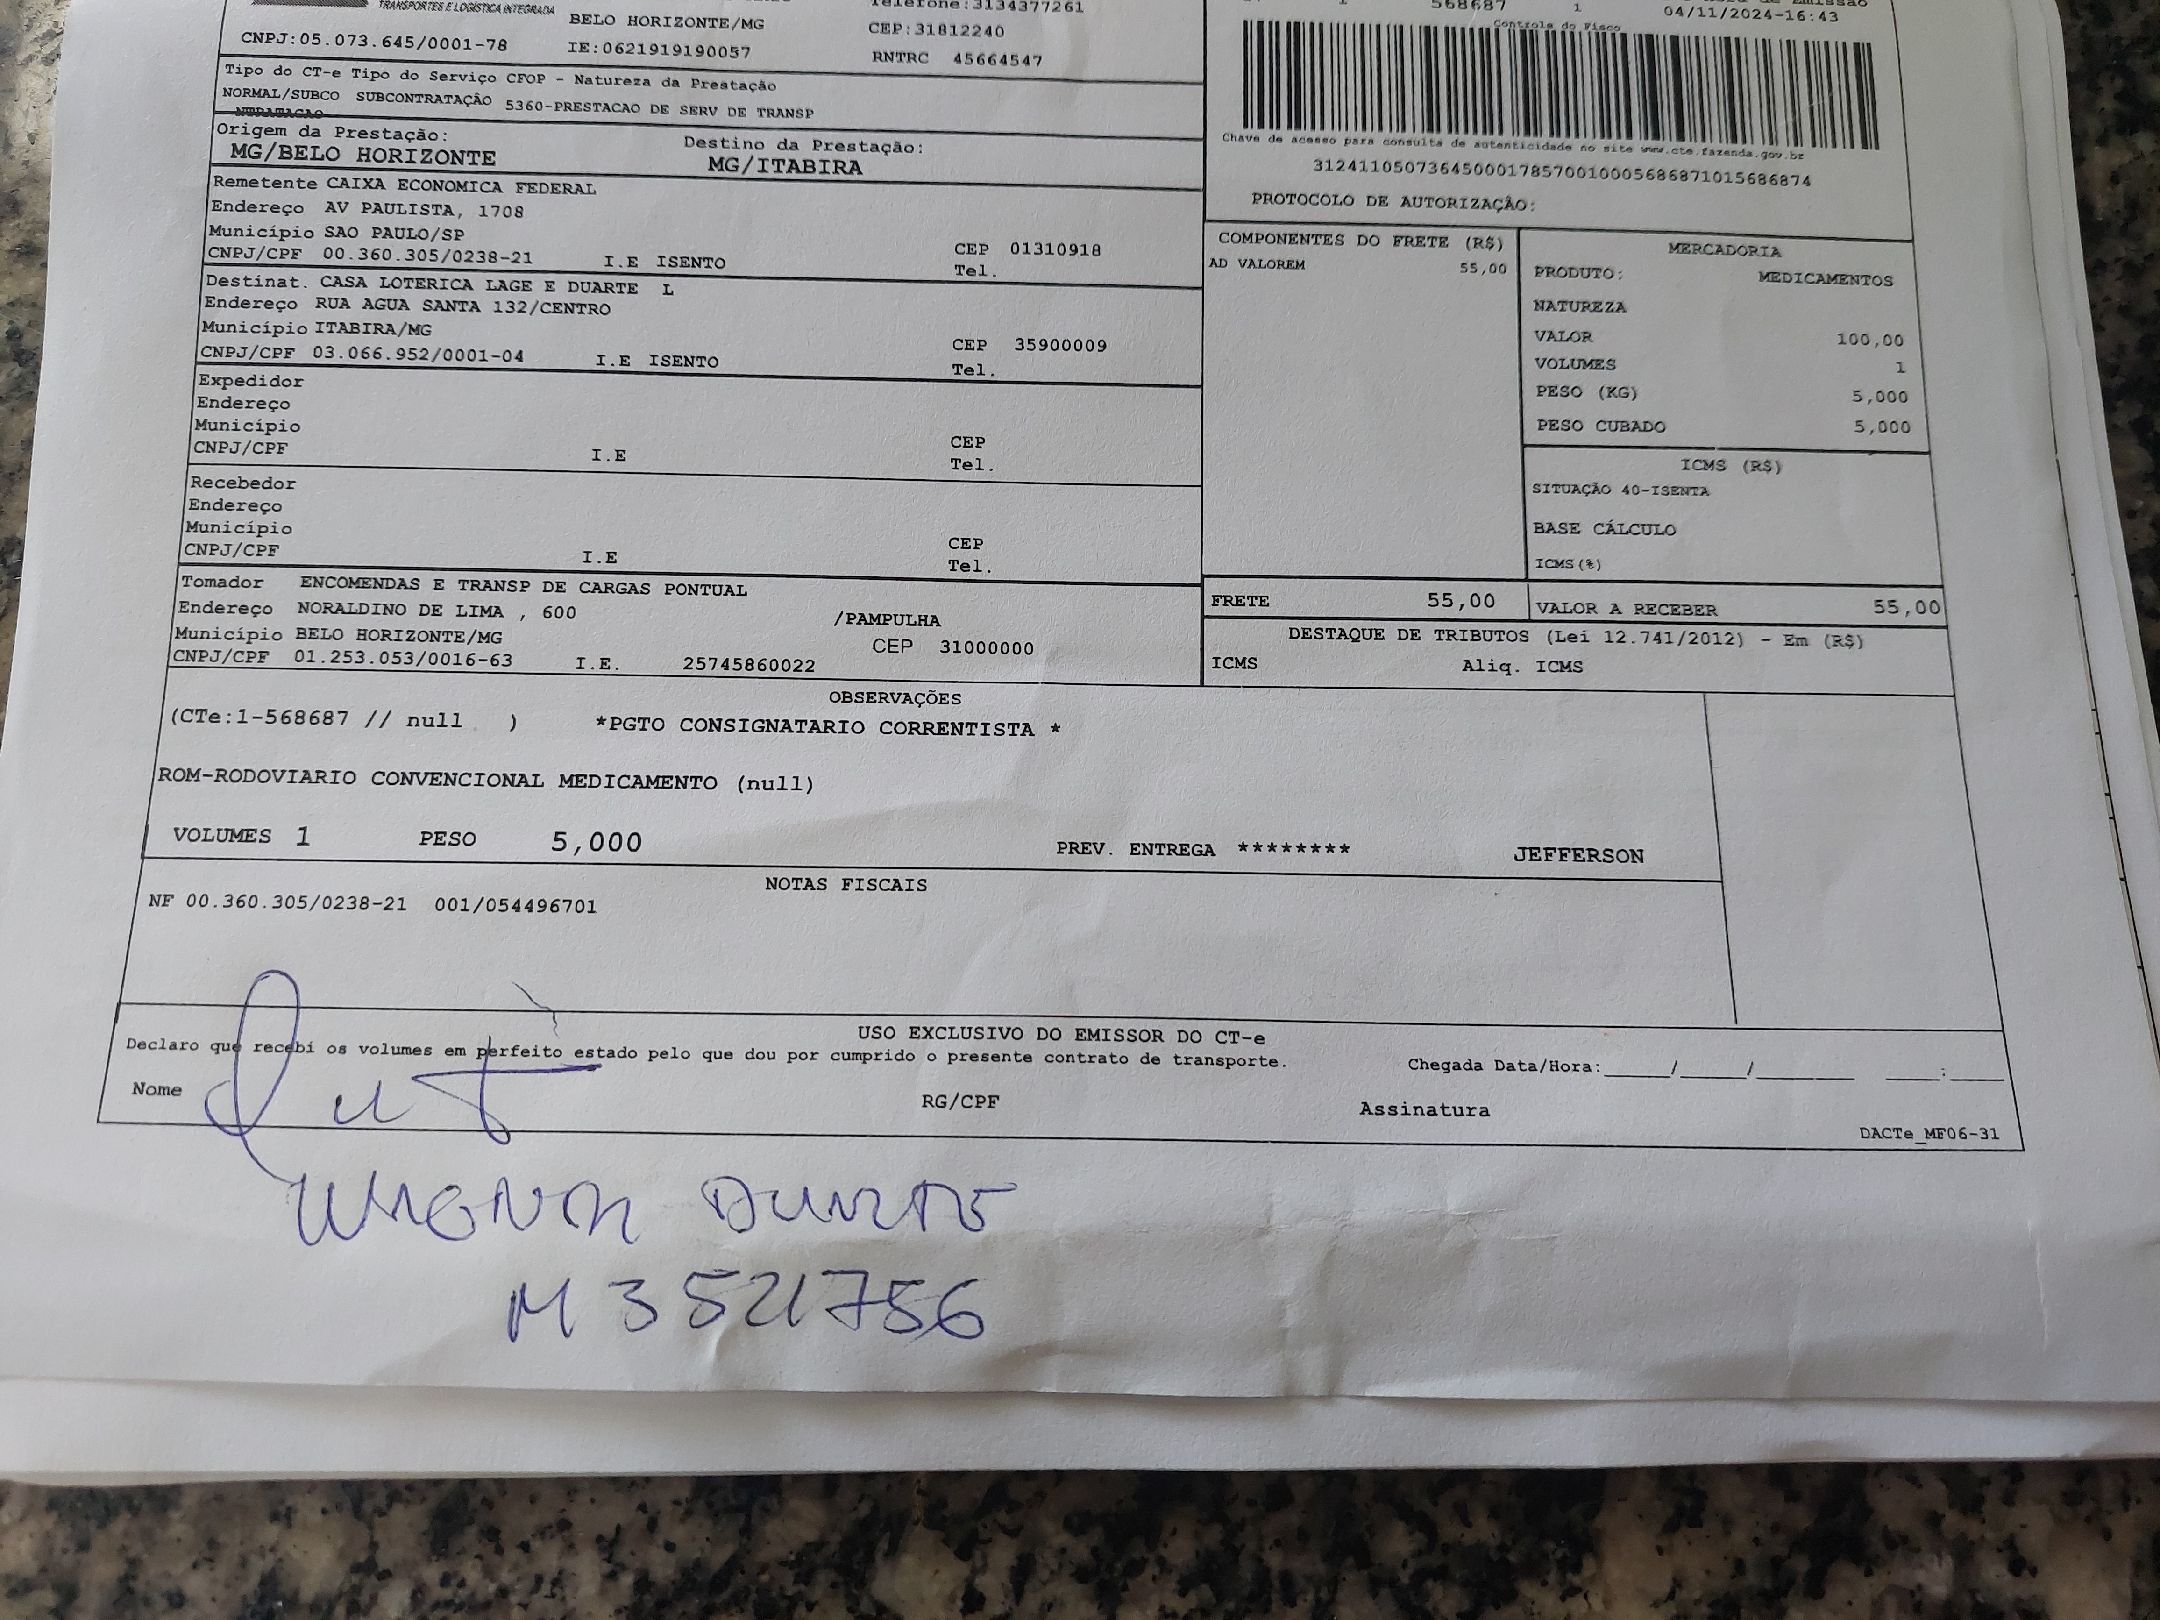 TRANSPORTES E LOGÍSTICA INTEGRADA
BELO HORIZONTE/MG
CNPJ:05.073.645/0001-78
IE:0621919190057
Telefone:3134377261
CEP:31812240
RNTRC 45664547
568687 1
04/11/2024-16:43
Controle do Fisco
Chave de acesso para consulta de autenticidade no site www.cte.fazenda.gov.br
31241105073645000178570010005686871015686874
PROTOCOLO DE AUTORIZAÇÃO:
Tipo do CT-e Tipo do Serviço CFOP - Natureza da Prestação
NORMAL/SUBCO SUBCONTRATAÇÃO 5360-PRESTACAO DE SERV DE TRANSP
NTRATACAO
Origem da Prestação:
MG/BELO HORIZONTE
Destino da Prestação:
MG/ITABIRA
Remetente CAIXA ECONOMICA FEDERAL
Endereço AV PAULISTA, 1708
Município SAO PAULO/SP
CEP 01310918
CNPJ/CPF 00.360.305/0238-21 I.E ISENTO Tel.
Destinat. CASA LOTERICA LAGE E DUARTE L
Endereço RUA AGUA SANTA 132/CENTRO
Município ITABIRA/MG
CEP 35900009
CNPJ/CPF 03.066.952/0001-04 I.E ISENTO Tel.
Expedidor
Endereço
Município
CEP
CNPJ/CPF I.E Tel.
Recebedor
Endereço
Município
CEP
CNPJ/CPF I.E Tel.
Tomador ENCOMENDAS E TRANSP DE CARGAS PONTUAL
Endereço NORALDINO DE LIMA , 600 /PAMPULHA
Município BELO HORIZONTE/MG CEP 31000000
CNPJ/CPF 01.253.053/0016-63 I.E. 25745860022
COMPONENTES DO FRETE (R$)
AD VALOREM 55,00
MERCADORIA
PRODUTO: MEDICAMENTOS
NATUREZA
VALOR 100,00
VOLUMES 1
PESO (KG) 5,000
PESO CUBADO 5,000
ICMS (R$)
SITUAÇÃO 40-ISENTA
BASE CÁLCULO
ICMS(%)
FRETE 55,00
VALOR A RECEBER 55,00
DESTAQUE DE TRIBUTOS (Lei 12.741/2012) - Em (R$)
ICMS Aliq. ICMS
OBSERVAÇÕES
(CTe:1-568687 // null ) *PGTO CONSIGNATARIO CORRENTISTA *
ROM-RODOVIARIO CONVENCIONAL MEDICAMENTO (null)
VOLUMES 1 PESO 5,000 PREV. ENTREGA ******** JEFFERSON
NOTAS FISCAIS
NF 00.360.305/0238-21 001/054496701
USO EXCLUSIVO DO EMISSOR DO CT-e
Declaro que recebi os volumes em perfeito estado pelo que dou por cumprido o presente contrato de transporte.
Chegada Data/Hora:____/____/______ ___:___
Nome RG/CPF Assinatura
DACTe_MF06-31
WAGNER DUARTE
M 3521756